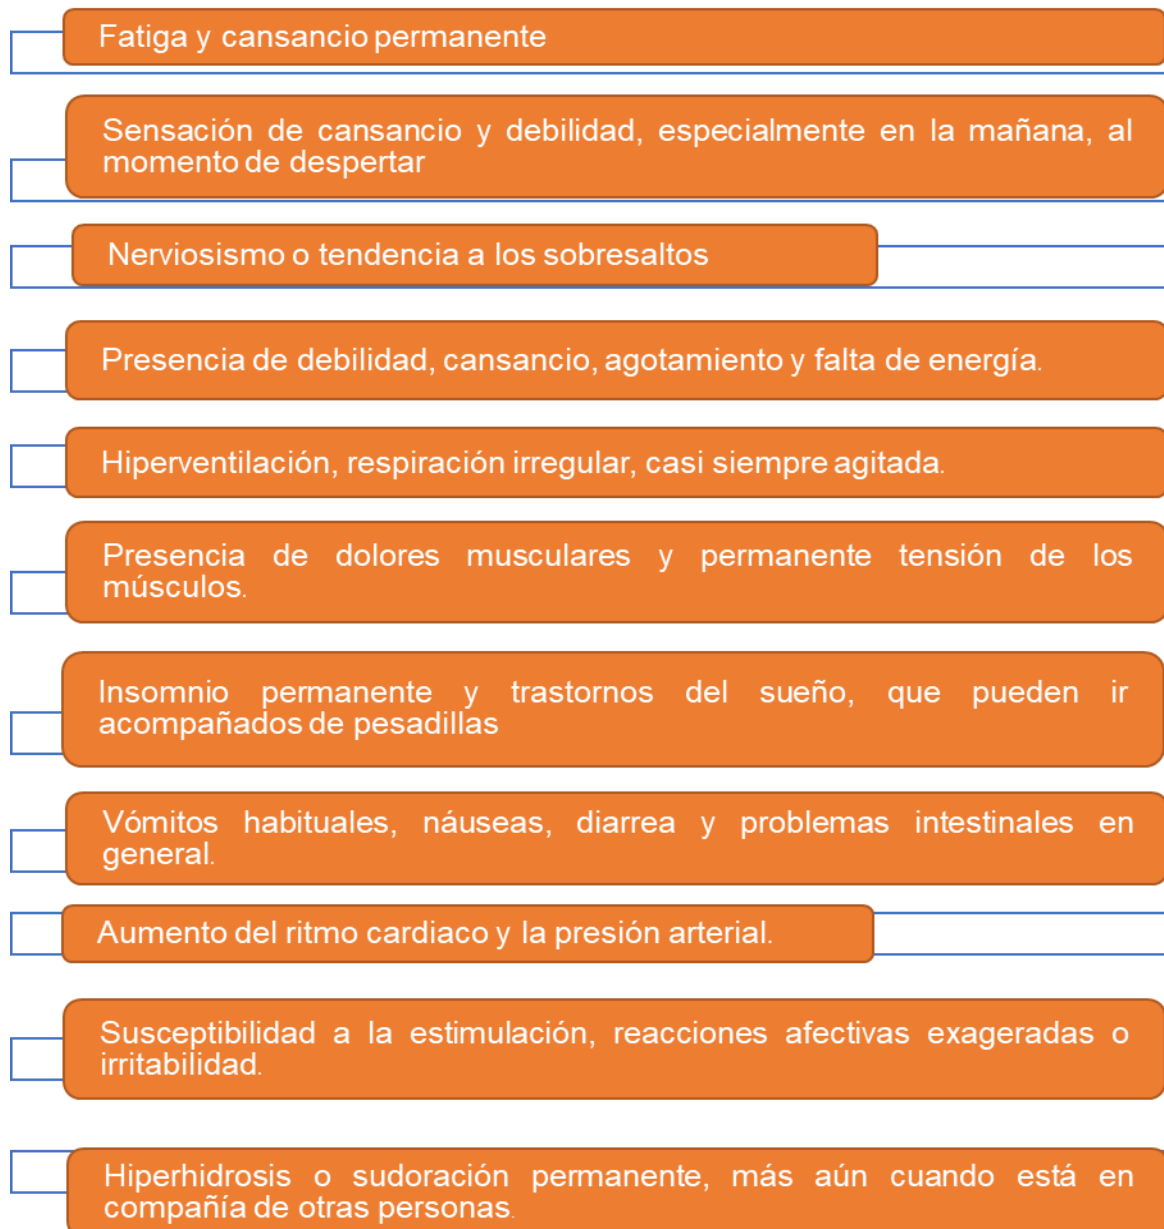 Fatiga y cansancio permanente
Sensación de cansancio y debilidad, especialmente en la mañana, al
momento de despertar
Nerviosismo o tendencia a los sobresaltos
Presencia de debilidad, cansancio, agotamiento y falta de energía.
Hiperventilación, respiración irregular, casi siempre agitada.
Presencia de dolores musculares y permanente tensión de los
músculos.
Insomnio permanente y trastornos del sueño, que pueden ir
acompañados de pesadillas
Vómitos habituales, náuseas, diarrea y problemas intestinales en
general.
Aumento del ritmo cardiaco y la presión arterial.
Susceptibilidad a la estimulación, reacciones afectivas exageradas o
irritabilidad.
Hiperhidrosis o sudoración permanente, más aún cuando está en
compañía de otras personas.